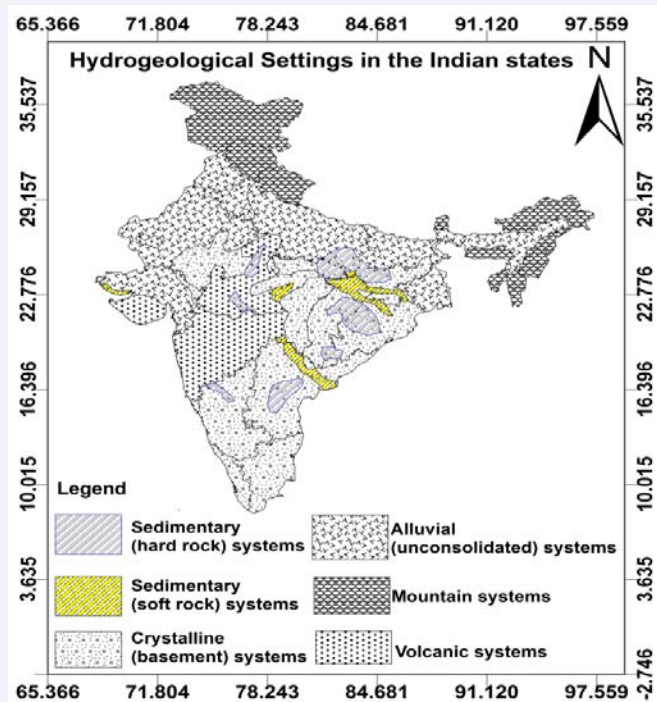 65.366 71.804 78.243 84.681 91.120 97.559
Hydrogeological Settings in the Indian states
N
35.537
29.157
22.776
16.396
10.015
3.635
-2.746
35.537
29.157
22.776
16.396
10.015
3.635
-2.746
Legend
Sedimentary
(hard rock) systems
Alluvial
(unconsolidated) systems
Sedimentary
(soft rock) systems
Mountain systems
Crystalline
(basement) systems
Volcanic systems
65.366 71.804 78.243 84.681 91.120 97.559